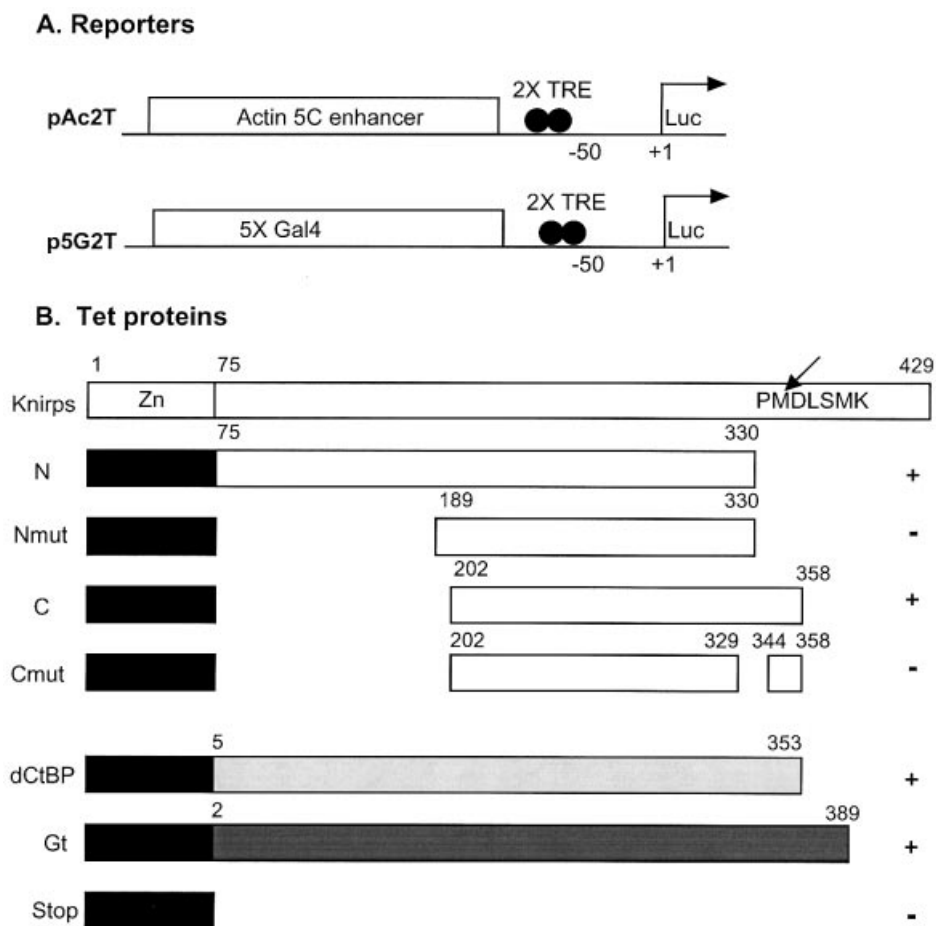 A. Reporters
2X TRE
pAc2T Actin 5C enhancer Luc
-50 +1
2X TRE
p5G2T 5X Gal4 Luc
-50 +1
B. Tet proteins
1 75 429
Knirps Zn PMDLSMK
75 330
N +
189 330
Nmut -
202 358
C +
202 329 344 358
Cmut -
5 353
dCtBP +
2 389
Gt +
Stop -